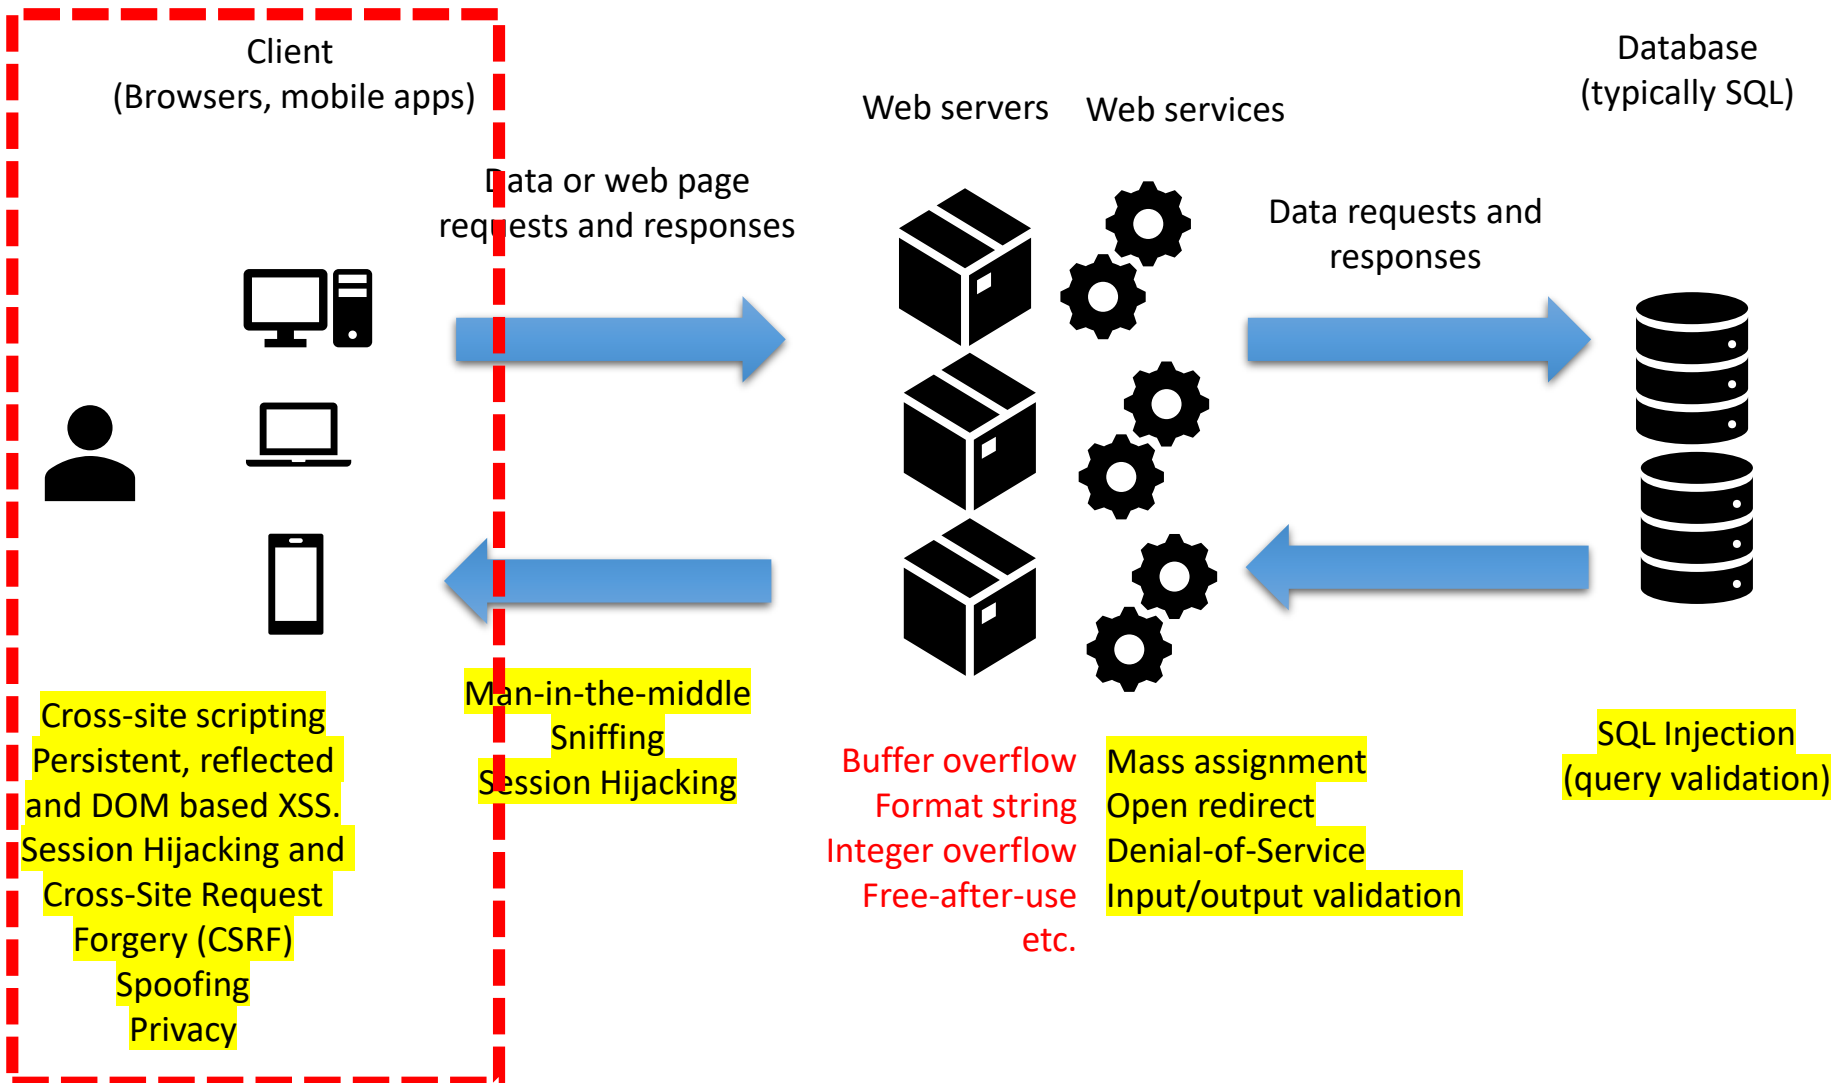 Client
(Browsers, mobile apps)
Data or web page
requests and responses
Web servers
Web services
Data requests and
responses
Database
(typically SQL)
Cross-site scripting
Persistent, reflected
and DOM based XSS.
Session Hijacking and
Cross-Site Request
Forgery (CSRF)
Spoofing
Privacy
Man-in-the-middle
Sniffing
Session Hijacking
Buffer overflow
Format string
Integer overflow
Free-after-use
etc.
Mass assignment
Open redirect
Denial-of-Service
Input/output validation
SQL Injection
(query validation)